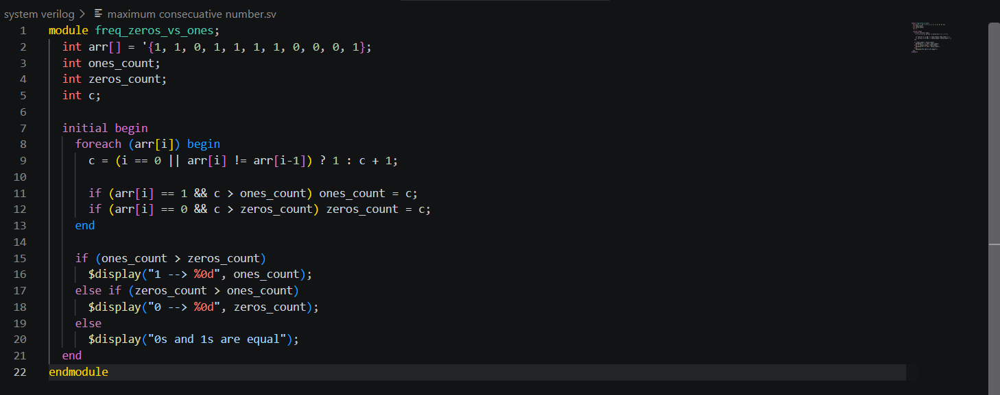 system verilog > maximum consecuative number.sv
1 module freq_zeros_vs_ones;
2   int arr[] = '{1, 1, 0, 1, 1, 1, 1, 0, 0, 0, 1};
3   int ones_count;
4   int zeros_count;
5   int c;
6
7   initial begin
8     foreach (arr[i]) begin
9       c = (i == 0 || arr[i] != arr[i-1]) ? 1 : c + 1;
10
11       if (arr[i] == 1 && c > ones_count) ones_count = c;
12       if (arr[i] == 0 && c > zeros_count) zeros_count = c;
13     end
14
15     if (ones_count > zeros_count)
16       $display("1 --> %0d", ones_count);
17     else if (zeros_count > ones_count)
18       $display("0 --> %0d", zeros_count);
19     else
20       $display("0s and 1s are equal");
21   end
22 endmodule